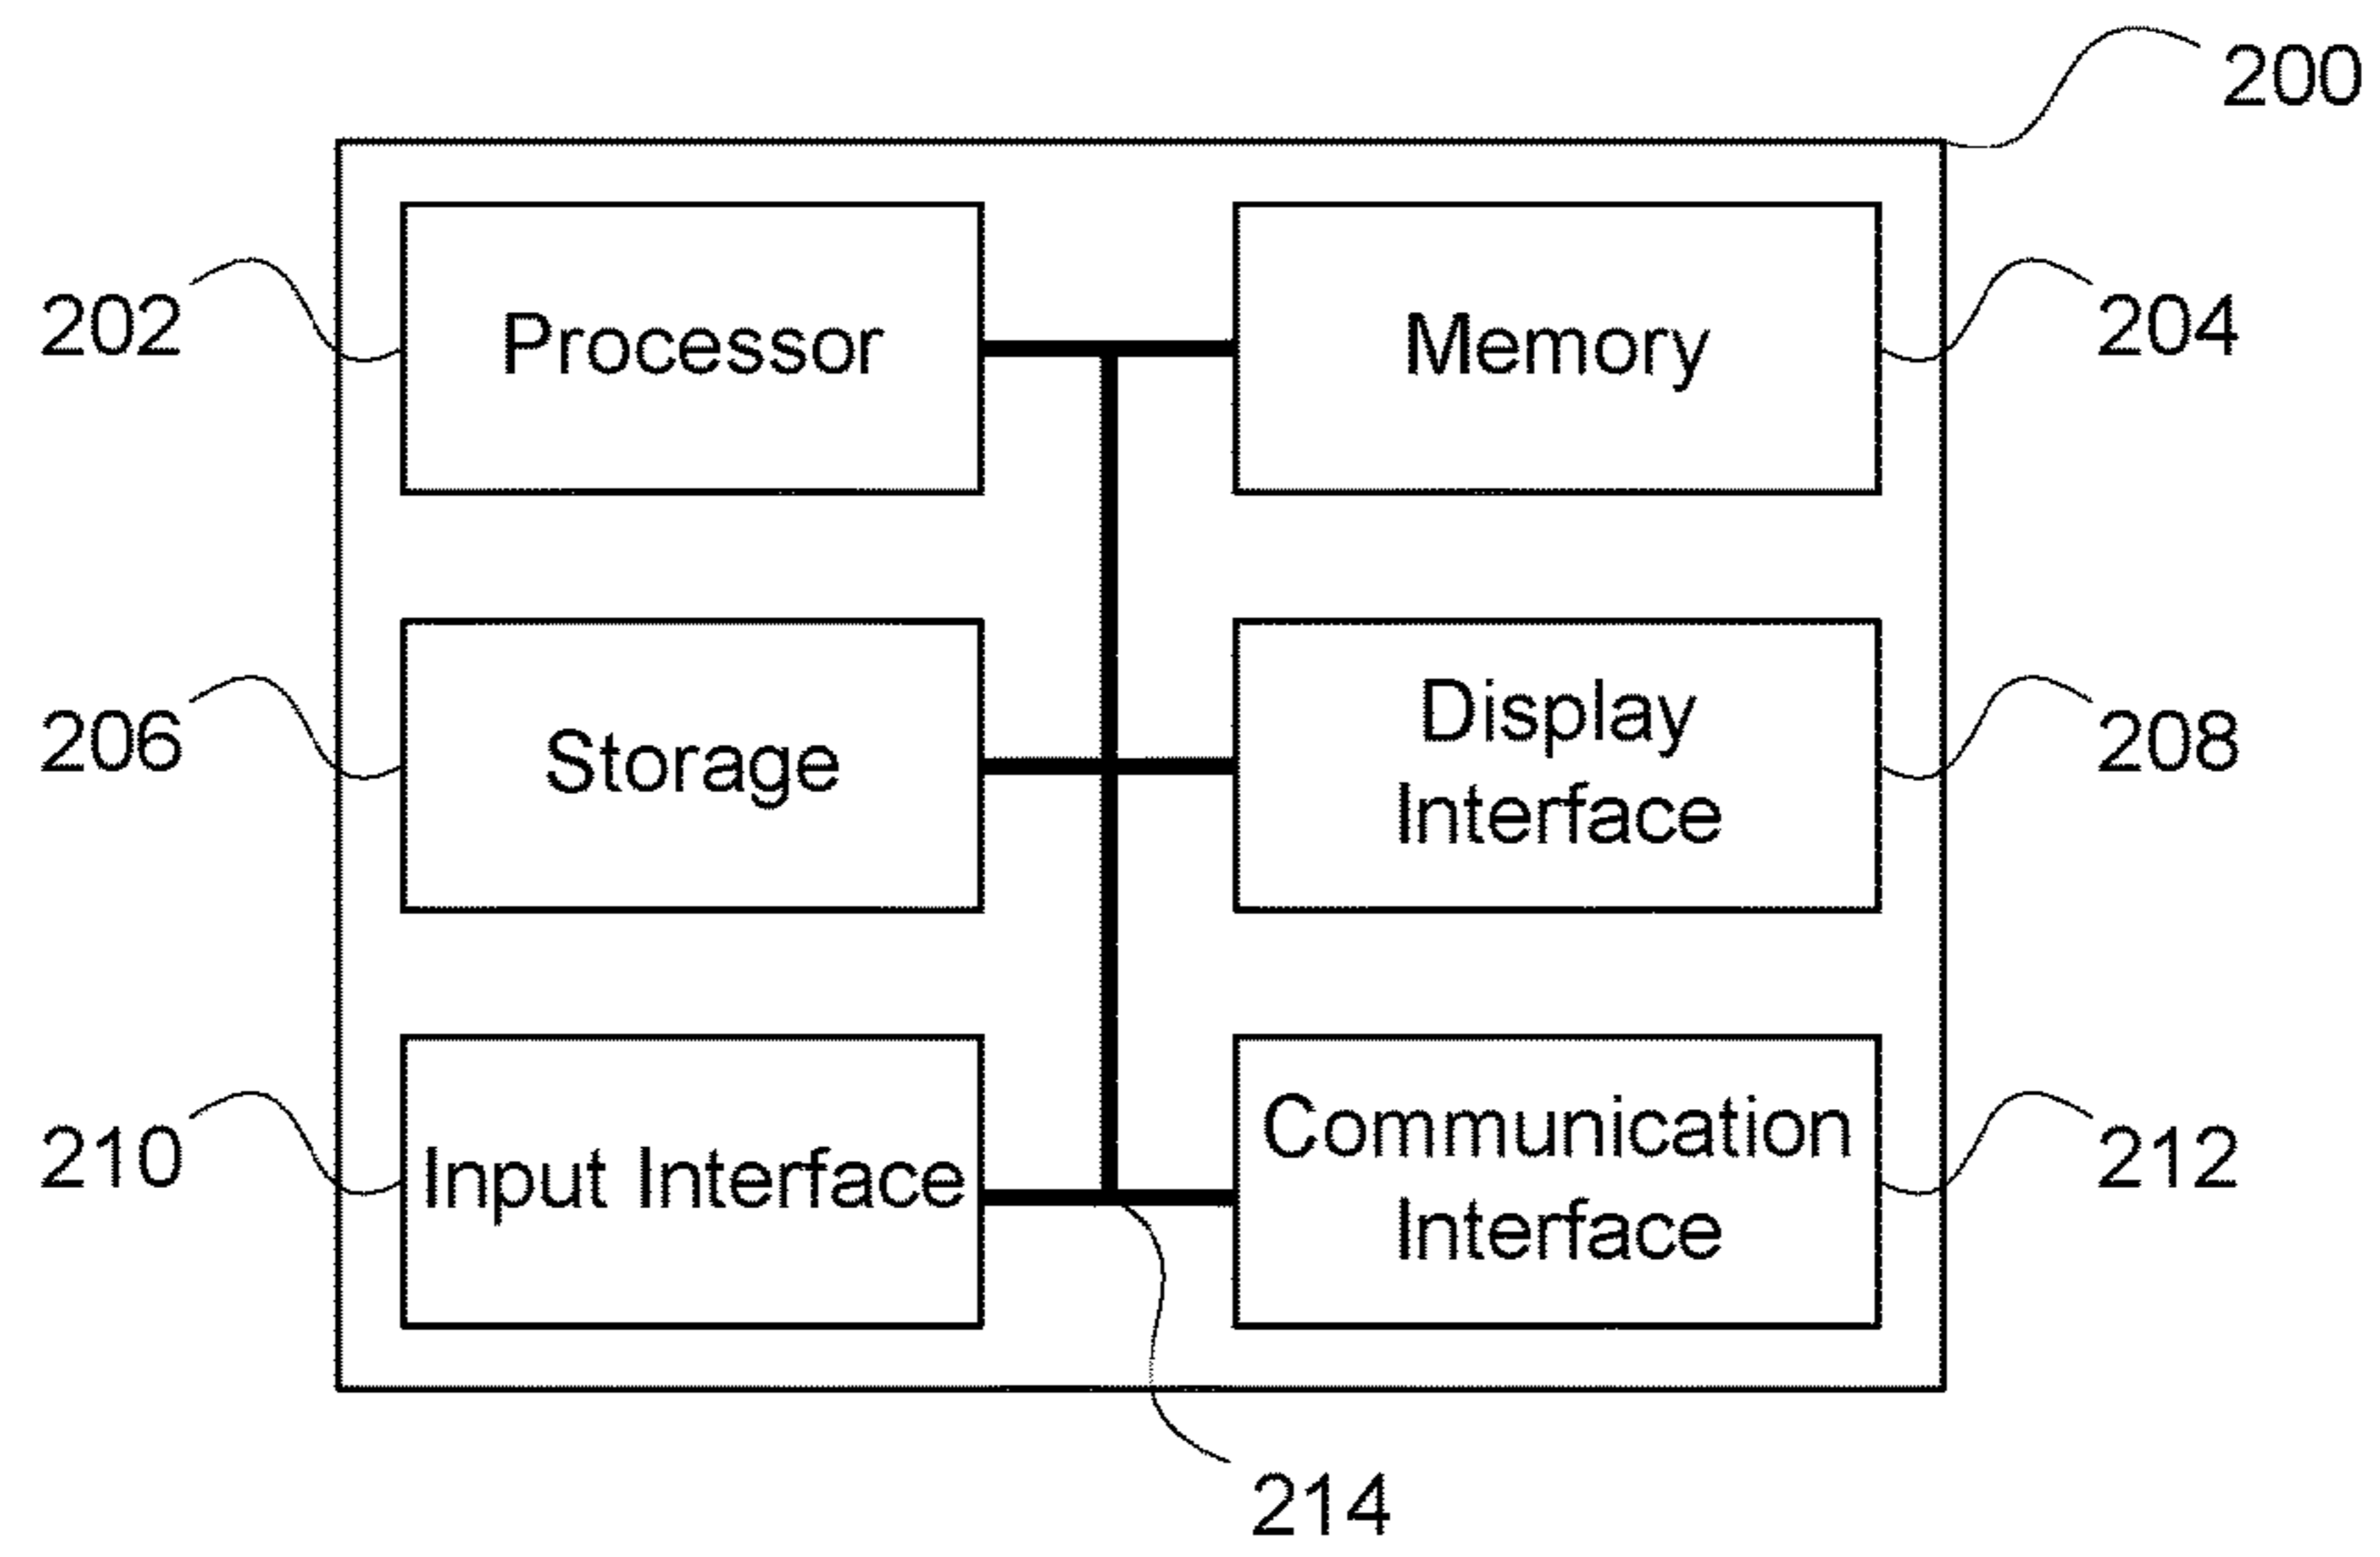 200
202
Processor
Memory
204
206
Storage
Display
Interface
208
210
Input Interface
Communication
Interface
212
214